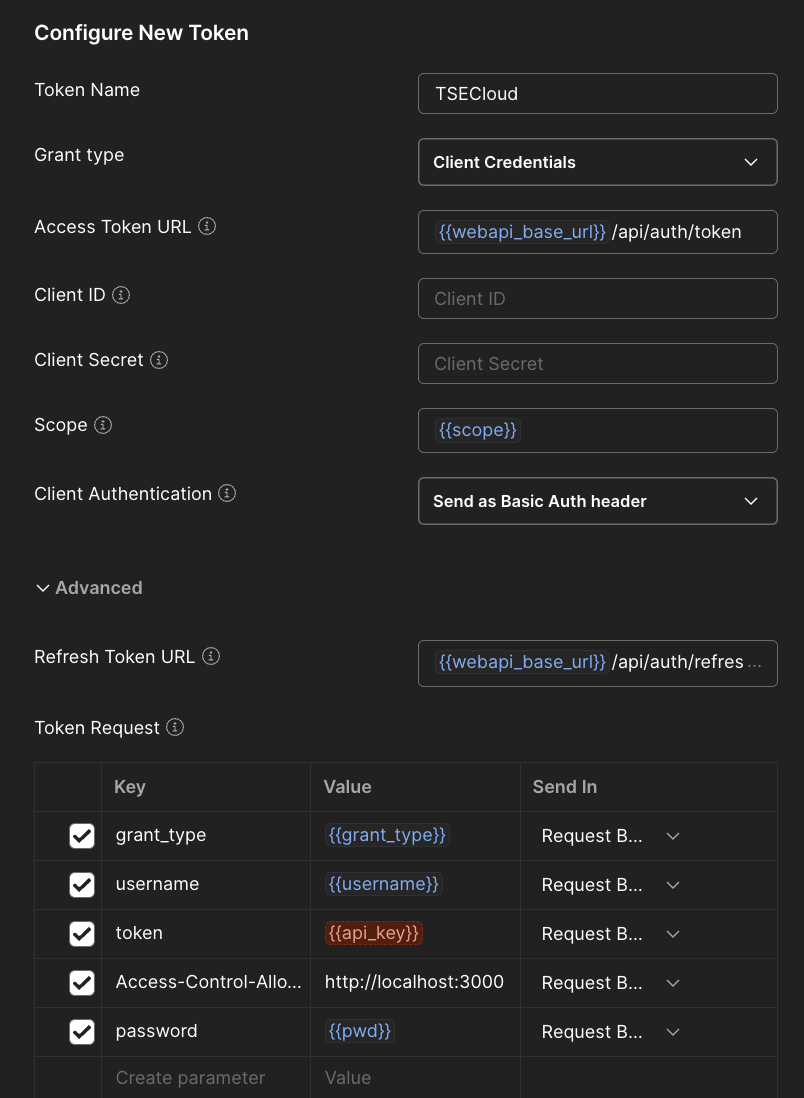 Configure New Token
Token Name
TSECloud
Grant type
Client Credentials
Access Token URL
{{webapi_base_url}} /api/auth/token
Client ID
Client ID
Client Secret
Client Secret
Scope
{{scope}}
Client Authentication
Send as Basic Auth header
Advanced
Refresh Token URL
{{webapi_base_url}} /api/auth/refres ...
Token Request
Key Value Send In
grant_type {{grant_type}} Request B...
username {{username}} Request B...
token {{api_key}} Request B...
Access-Control-Allo... http://localhost:3000 Request B...
password {{pwd}} Request B...
Create parameter Value